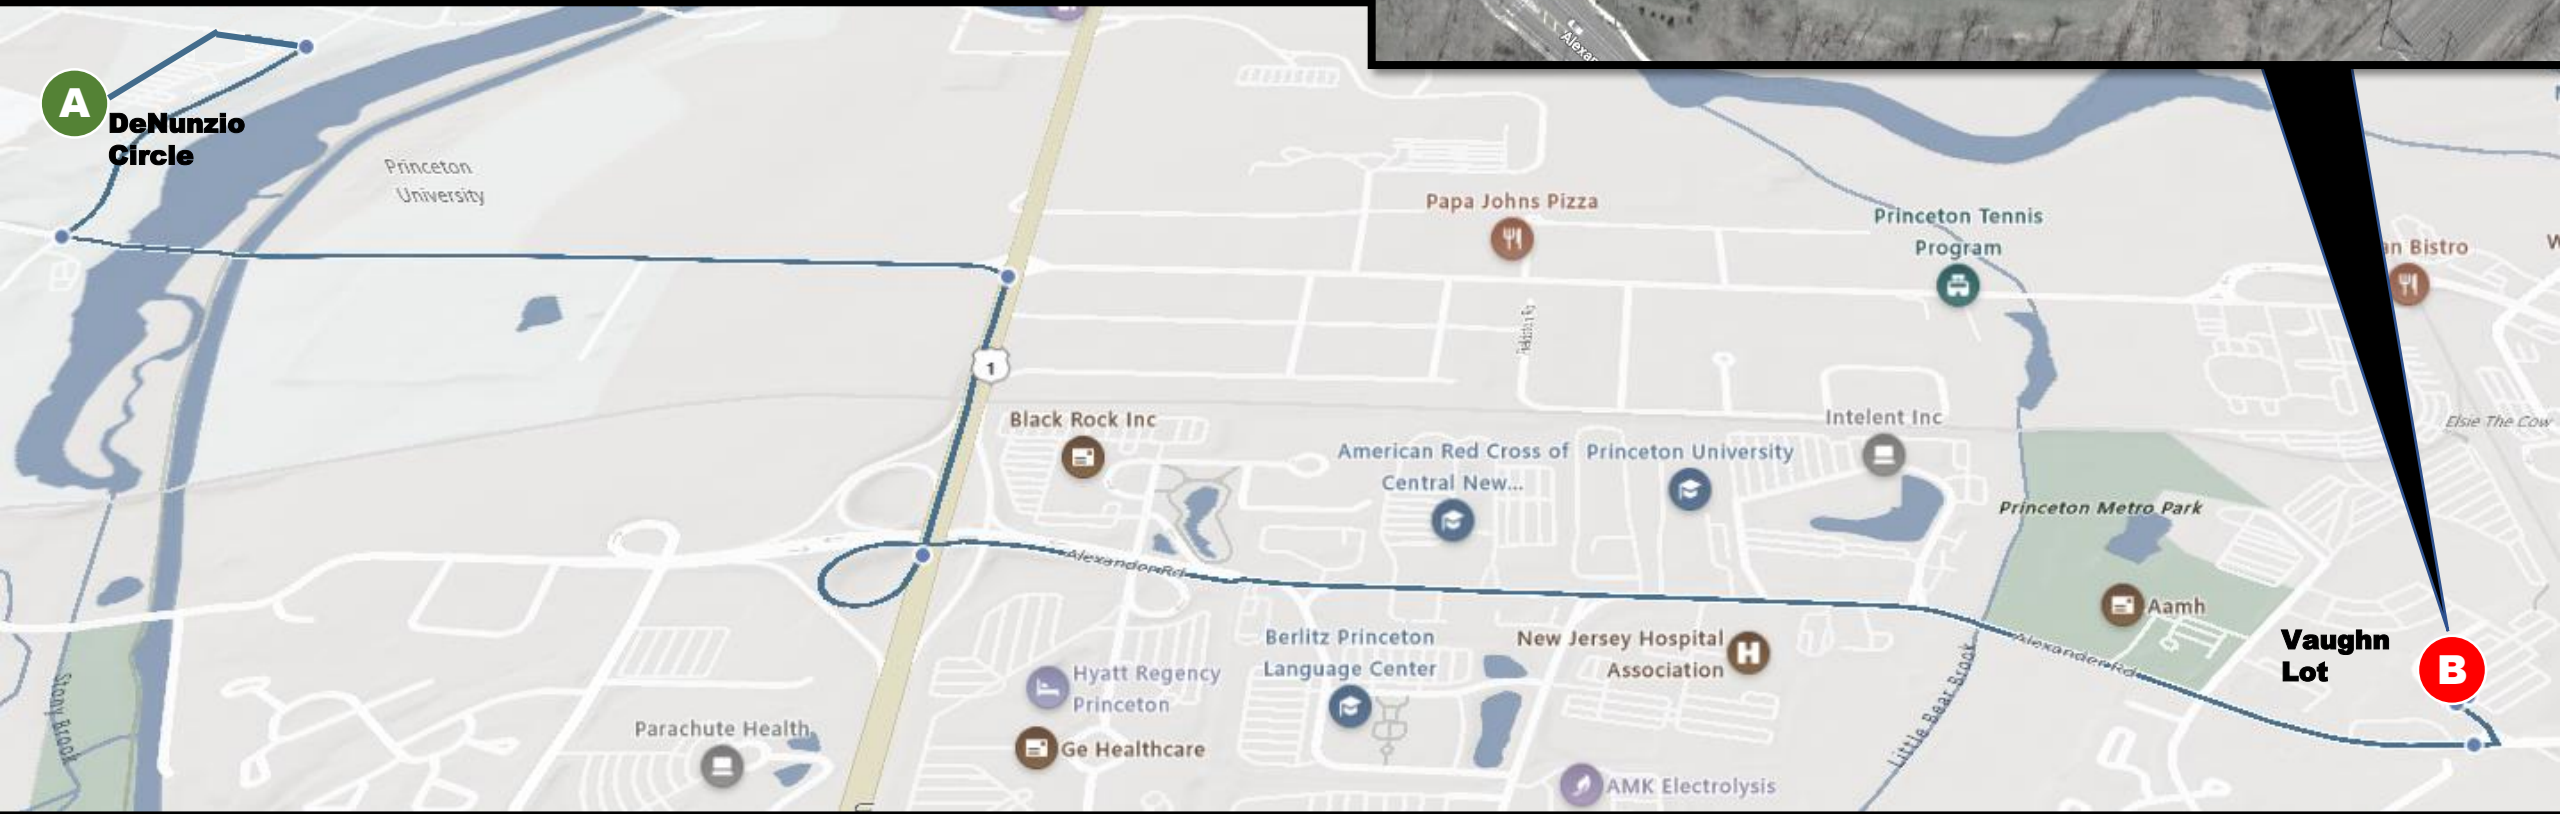 Alexan
A
DeNunzio
Circle
Princeton
University
Papa Johns Pizza
Princeton Tennis
Program
an Bistro
W
1
Black Rock Inc
American Red Cross of
Central New...
Princeton University
Intelent Inc
Elsie The Cow
Princeton Metro Park
Alexander Rd
Aamh
Berlitz Princeton
Language Center
New Jersey Hospital
Association
H
Alexander Rd
Vaughn
Lot
B
Hyatt Regency
Princeton
Stony Brook
Parachute Health
Ge Healthcare
Little Bear Brook
AMK Electrolysis